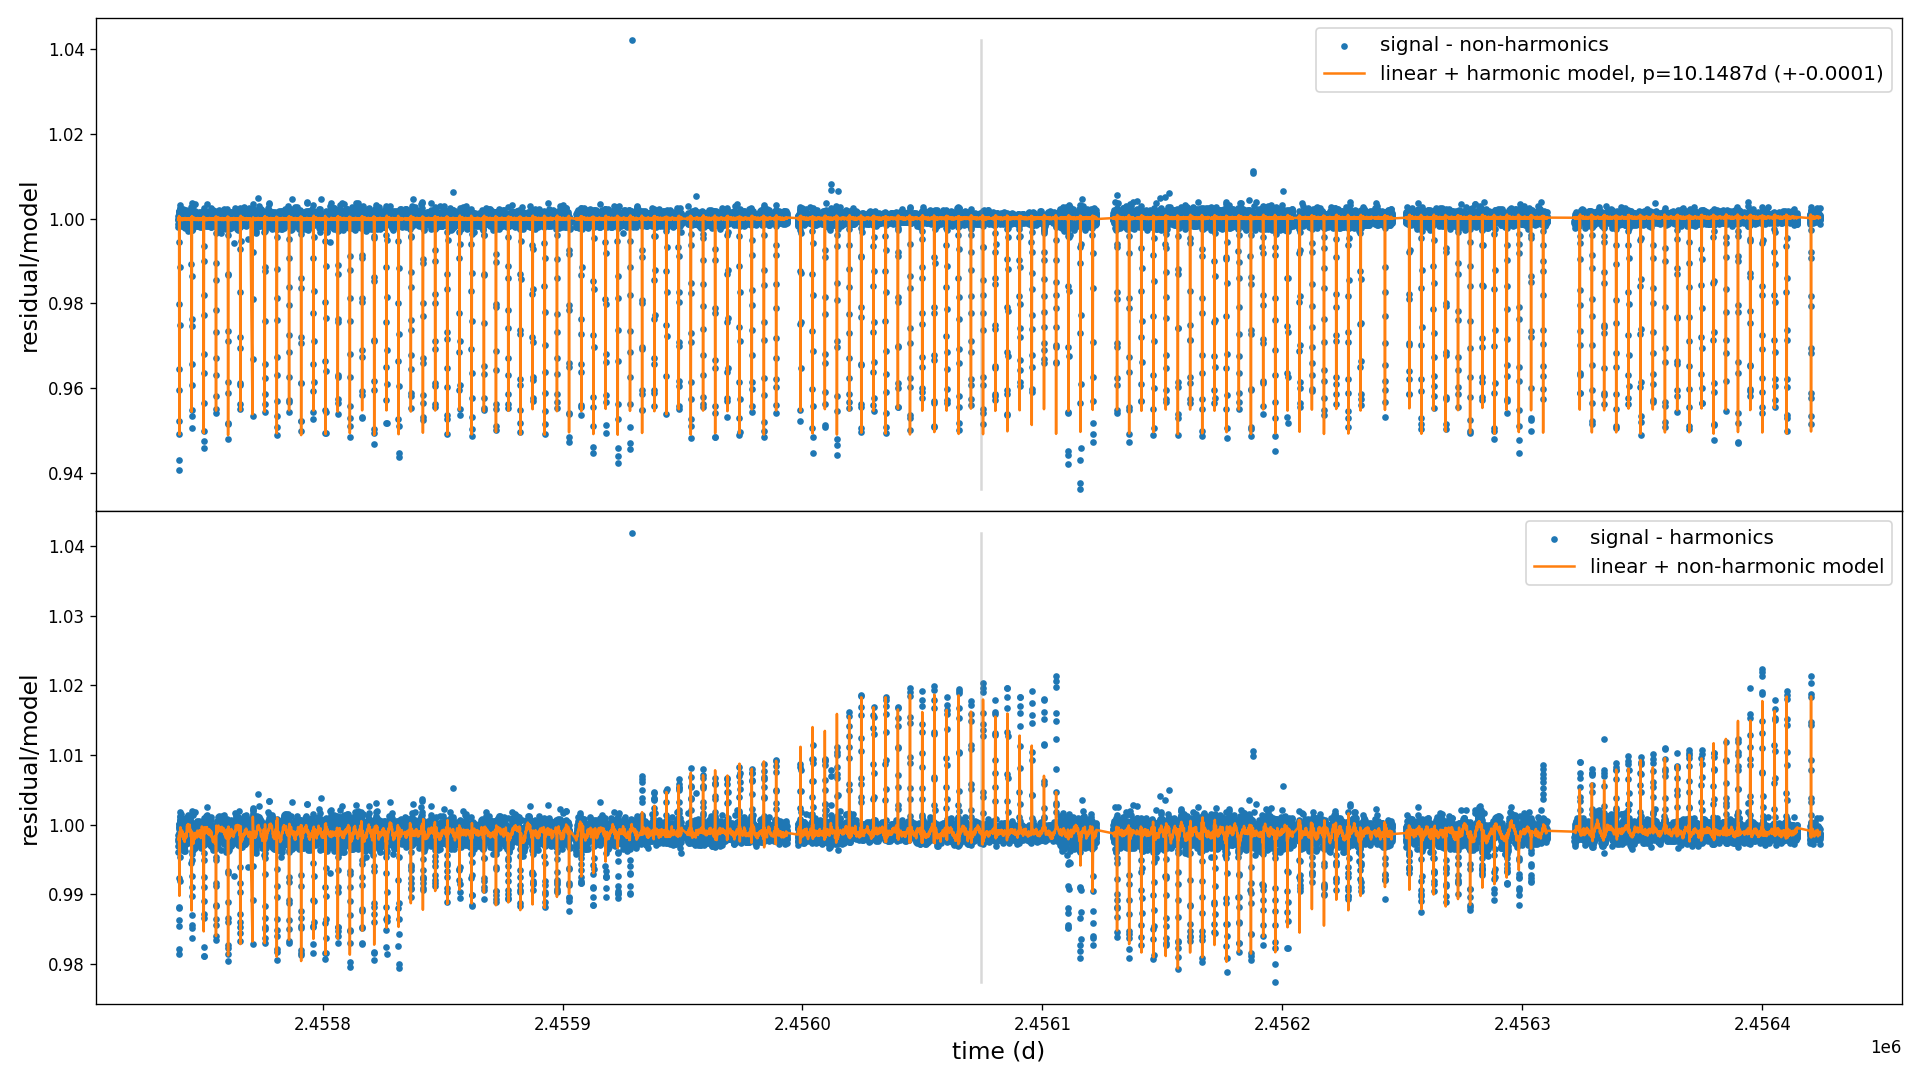 1.04
1.02
1.00
0.98
0.96
0.94
residual/model
signal - non-harmonics
linear + harmonic model, p=10.1487d (+-0.0001)
1.04
1.03
1.02
1.01
1.00
0.99
0.98
residual/model
signal - harmonics
linear + non-harmonic model
2.4558 2.4559 2.4560 2.4561 2.4562 2.4563 2.4564
1e6
time (d)